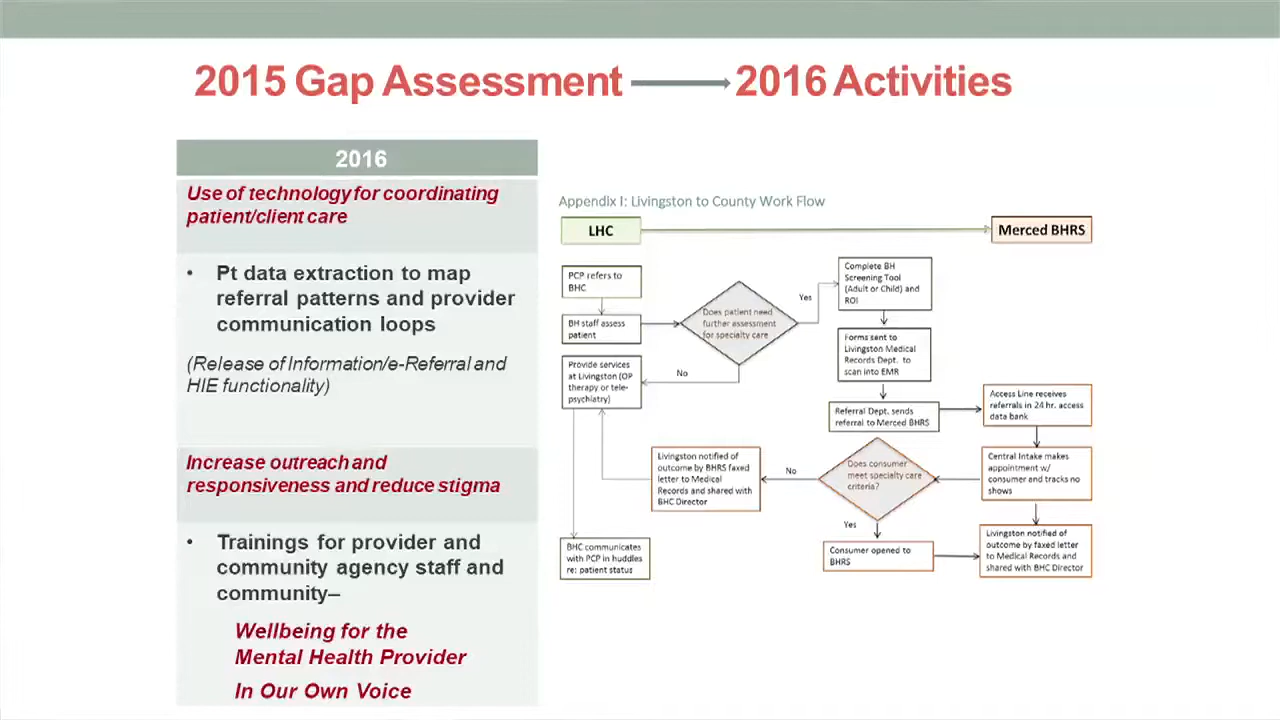 2015 Gap Assessment
2016 Activities
2016
Use of technology for coordinating
patient/client care
• Pt data extraction to map
referral patterns and provider
communication loops
(Release of Information/e-Referral and
HIE functionality)
Increase outreach and
responsiveness and reduce stigma
• Trainings for provider and
community agency staff and
community–
Wellbeing for the
Mental Health Provider
In Our Own Voice
Appendix I: Livingston to County Work Flow
LHC
Merced BHRS
PCP refers to
BHC
BH staff assess
patient
Does patient need
further assessment
for specialty care
Yes
No
Complete BH
Screening Tool
(Adult or Child) and
ROI
Forms sent to
Livingston Medical
Records Dept. to
scan into EMR
Provide services
at Livingston (OP
therapy or tele-
psychiatry)
Referral Dept. sends
referral to Merced BHRS
Access Line receives
referrals in 24 hr. access
data bank
Central Intake makes
appointment w/
consumer and tracks no
shows
Does consumer
meet specialty care
criteria?
No
Yes
Livingston notified of
outcome by BHRS faxed
letter to Medical
Records and shared with
BHC Director
Consumer opened to
BHRS
Livingston notified of
outcome by faxed letter
to Medical Records and
shared with BHC Director
BHC communicates
with PCP in huddles
re: patient status